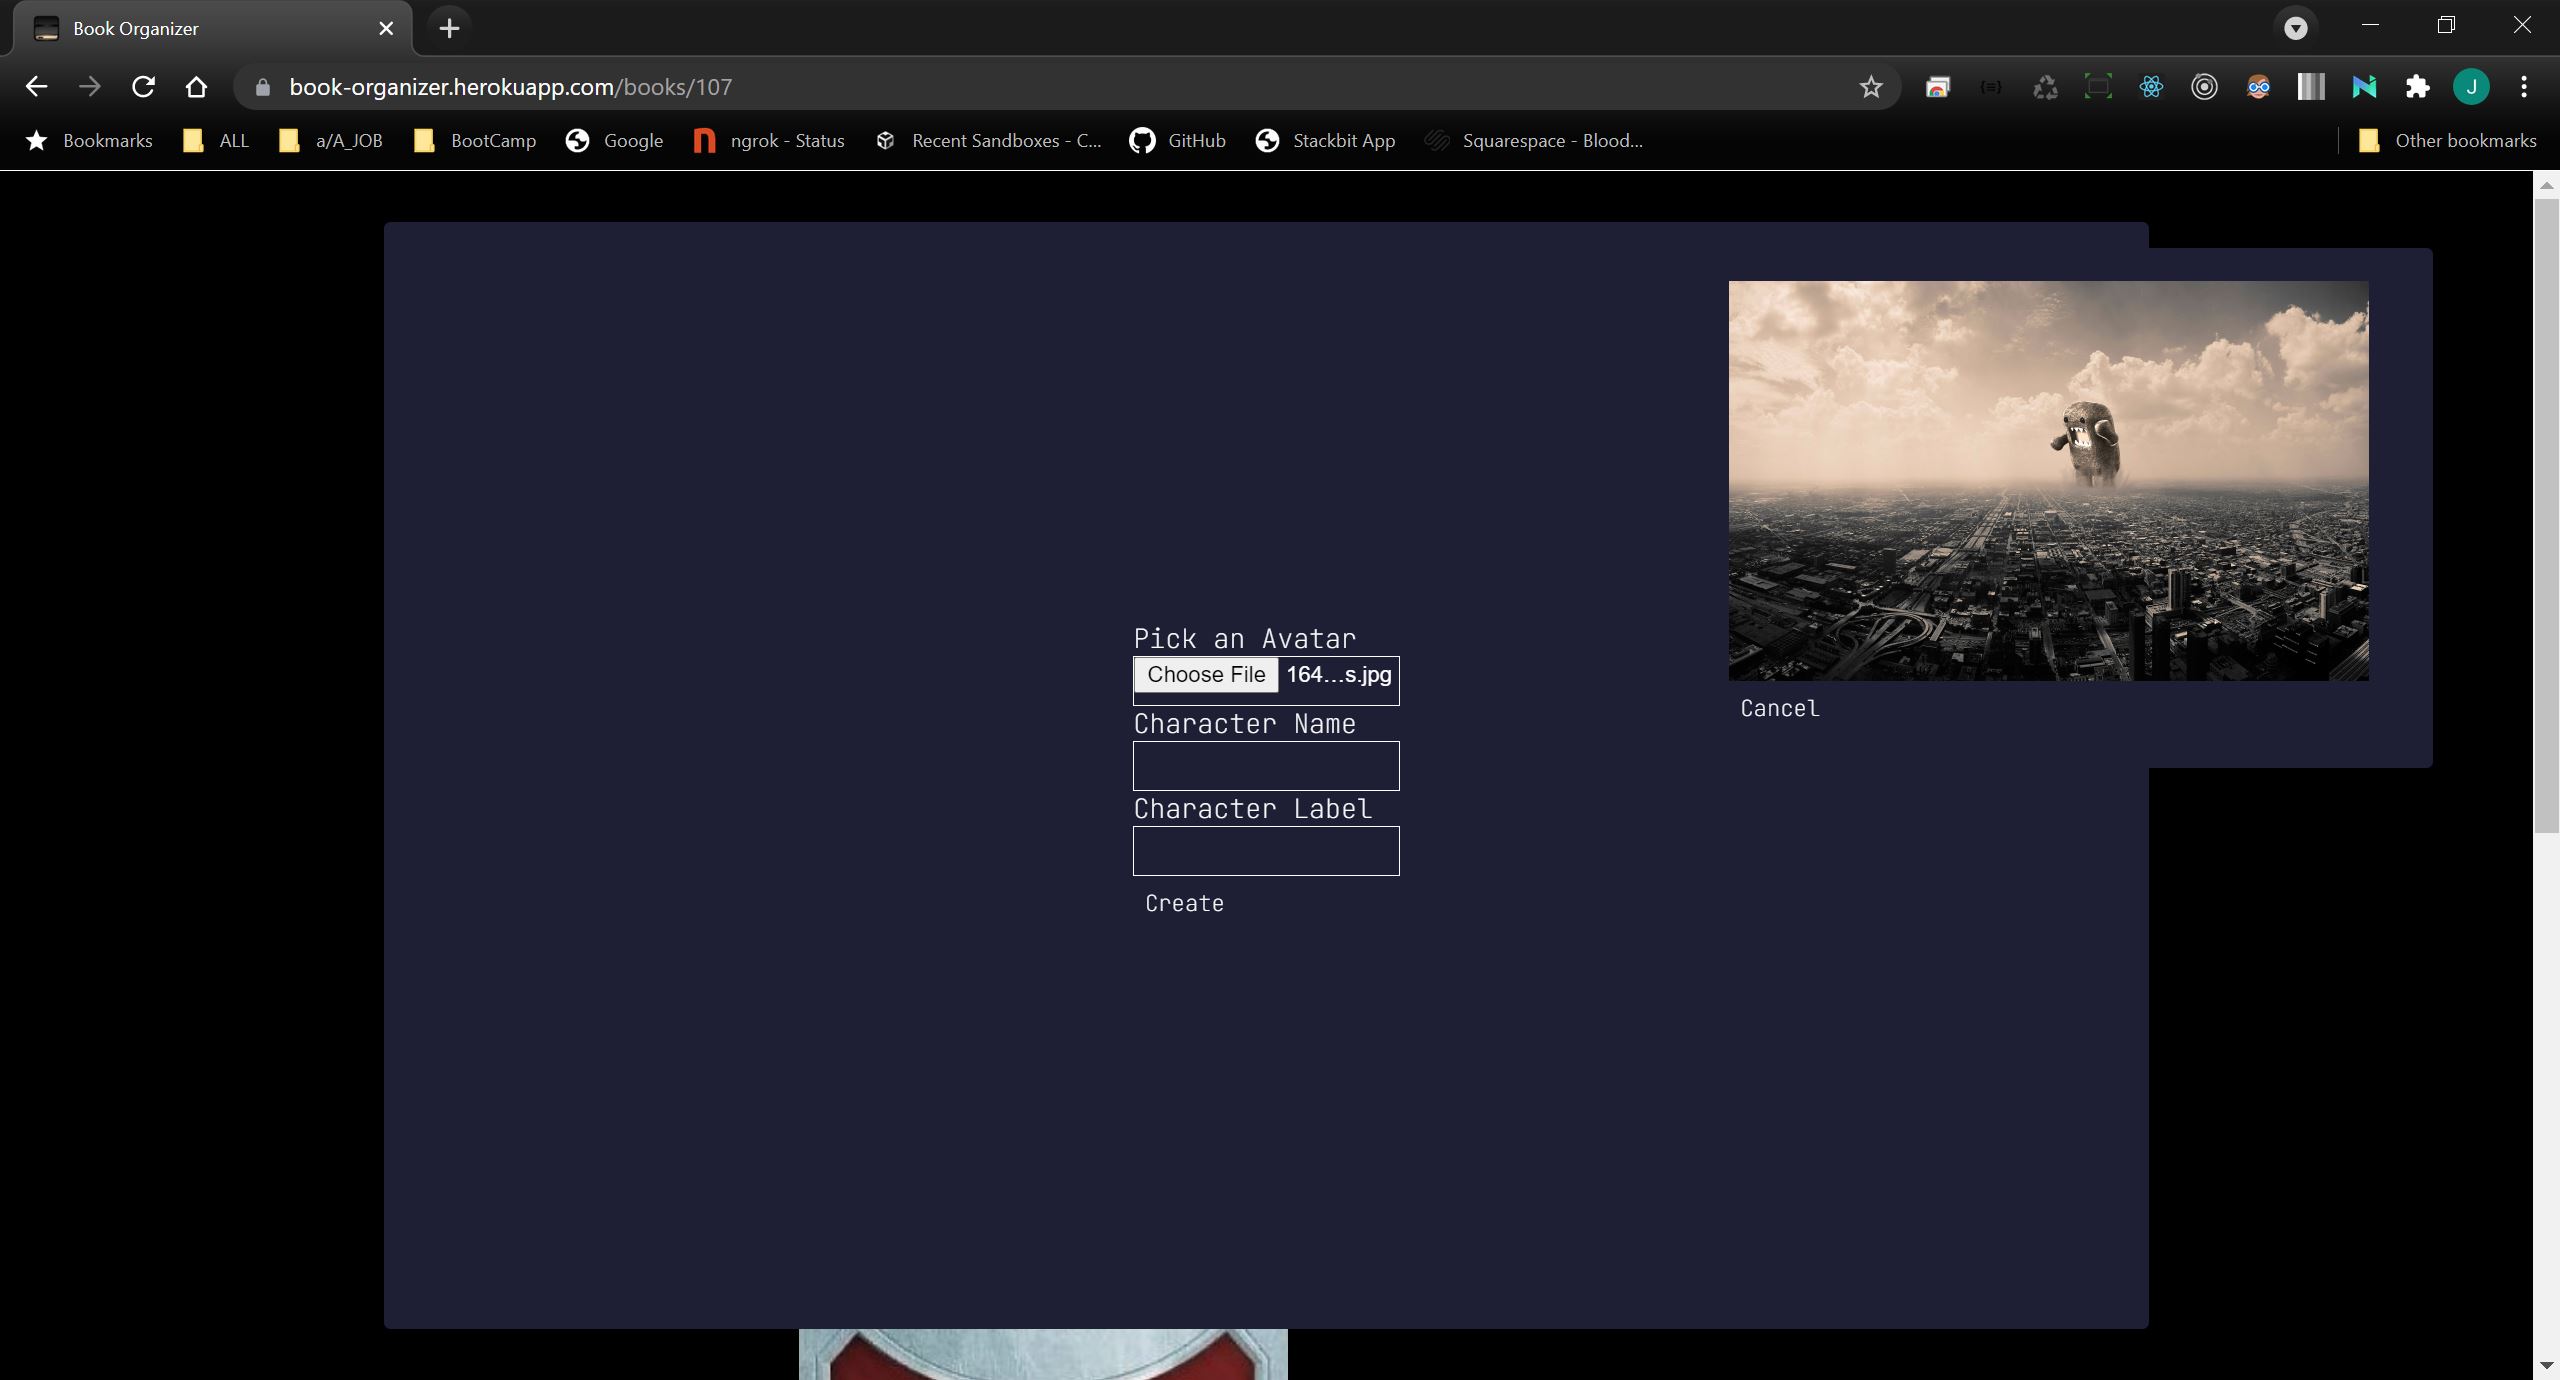 Book Organizer
book-organizer.herokuapp.com/books/107
J
Bookmarks
ALL
a/A_JOB
BootCamp
Google
ngrok - Status
Recent Sandboxes - C...
GitHub
Stackbit App
Squarespace - Blood...
Other bookmarks
Pick an Avatar
Choose File 164...s.jpg
Character Name
Character Label
Create
Cancel